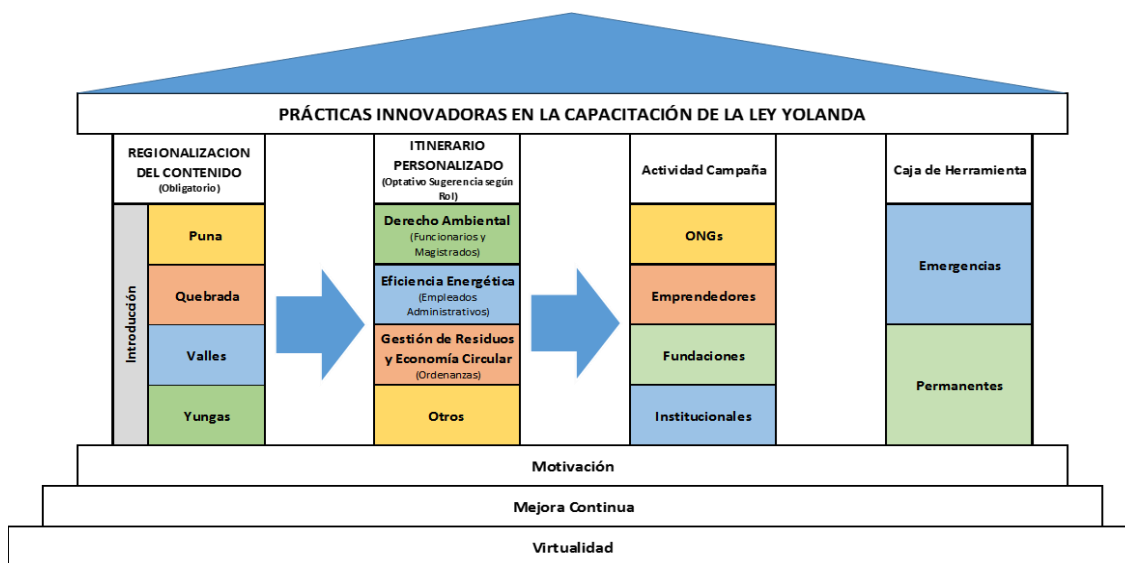 PRÁCTICAS INNOVADORAS EN LA CAPACITACIÓN DE LA LEY YOLANDA
REGIONALIZACION
DEL CONTENIDO
(Obligatorio)
Introducción
Puna
Quebrada
Valles
Yungas
ITINERARIO
PERSONALIZADO
(Optativo Sugerencia según
Rol)
Derecho Ambiental
(Funcionarios y
Magistrados)
Eficiencia Energética
(Empleados
Administrativos)
Gestión de Residuos
y Economía Circular
(Ordenanzas)
Otros
Actividad Campaña
ONGs
Emprendedores
Fundaciones
Institucionales
Caja de Herramienta
Emergencias
Permanentes
Motivación
Mejora Continua
Virtualidad